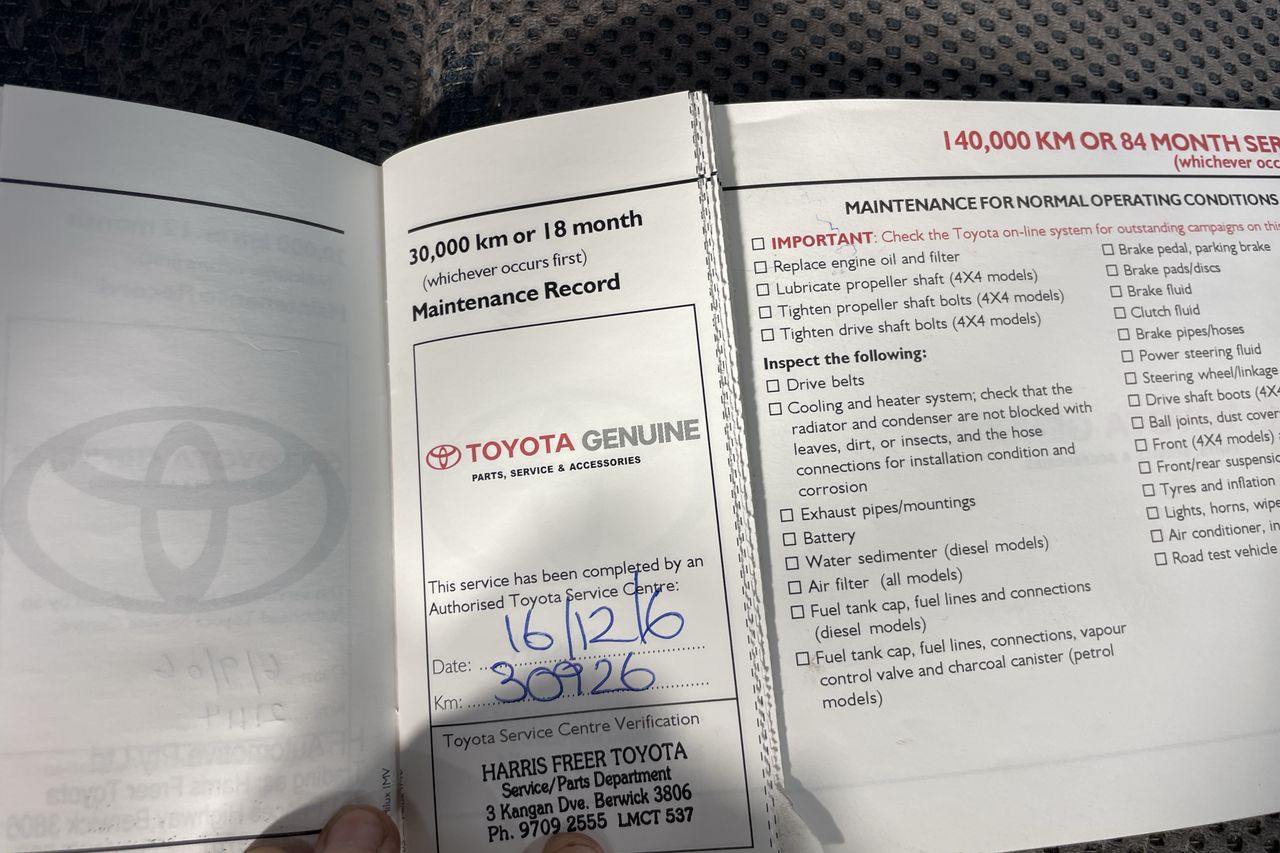 30,000 km or 18 month
(whichever occurs first)
Maintenance Record
TOYOTA GENUINE
PARTS, SERVICE & ACCESSORIES
This service has been completed by an
Authorised Toyota Service Centre:
Date: 16/12/6
Km: 30926
Toyota Service Centre Verification
HARRIS FREER TOYOTA
Service/Parts Department
3 Kangan Dve. Berwick 3806
Ph. 9709 2555 LMCT 537
140,000 KM OR 84 MONTH SER
(whichever occ
MAINTENANCE FOR NORMAL OPERATING CONDITIONS
IMPORTANT: Check the Toyota on-line system for outstanding campaigns on this
Replace engine oil and filter
Lubricate propeller shaft (4X4 models)
Tighten propeller shaft bolts (4X4 models)
Tighten drive shaft bolts (4X4 models)
Inspect the following:
Drive belts
Cooling and heater system; check that the
radiator and condenser are not blocked with
leaves, dirt, or insects, and the hose
connections for installation condition and
corrosion
Exhaust pipes/mountings
Battery
Water sedimenter (diesel models)
Air filter (all models)
Fuel tank cap, fuel lines and connections
(diesel models)
Fuel tank cap, fuel lines, connections, vapour
control valve and charcoal canister (petrol
models)
Brake pedal, parking brake
Brake pads/discs
Brake fluid
Clutch fluid
Brake pipes/hoses
Power steering fluid
Steering wheel/linkage
Drive shaft boots (4X4
Ball joints, dust cover
Front (4X4 models)
Front/rear suspensio
Tyres and inflation
Lights, horns, wipe
Air conditioner, in
Road test vehicle